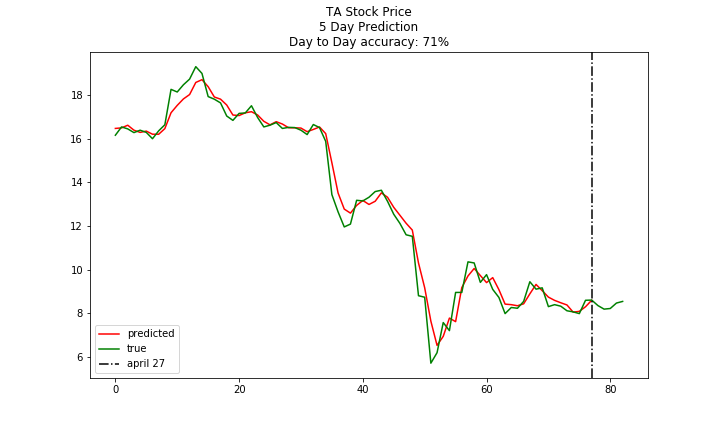 TA Stock Price
5 Day Prediction
Day to Day accuracy: 71%
18
16
14
12
10
8
6
predicted
true
april 27
0
20
40
60
80